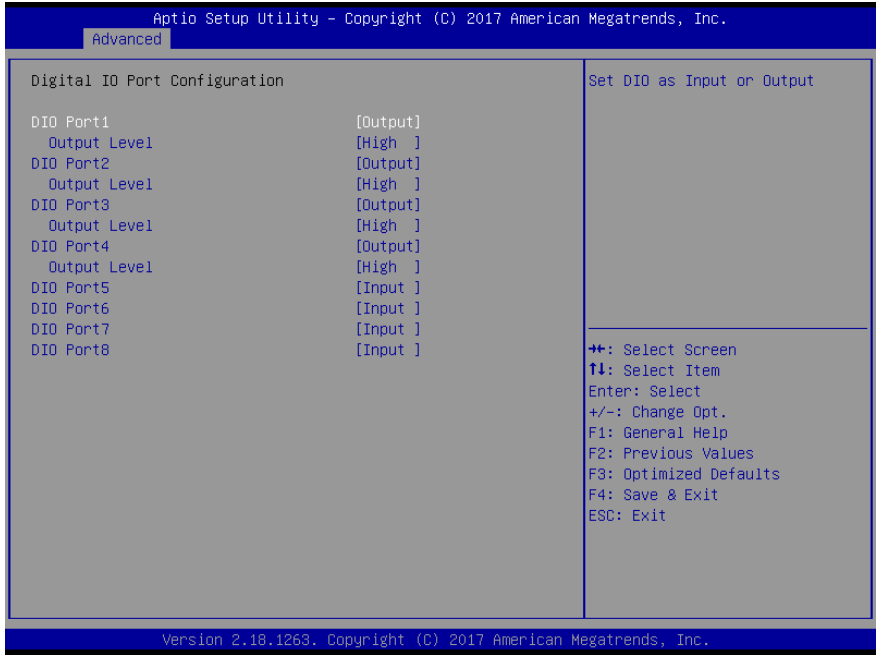 Aptio Setup Utility – Copyright (C) 2017 American Megatrends, Inc.
Advanced
Digital IO Port Configuration
DIO Port1 [Output]
Output Level [High ]
DIO Port2 [Output]
Output Level [High ]
DIO Port3 [Output]
Output Level [High ]
DIO Port4 [Output]
Output Level [High ]
DIO Port5 [Input ]
DIO Port6 [Input ]
DIO Port7 [Input ]
DIO Port8 [Input ]
Set DIO as Input or Output
→←: Select Screen
↑↓: Select Item
Enter: Select
+/-: Change Opt.
F1: General Help
F2: Previous Values
F3: Optimized Defaults
F4: Save & Exit
ESC: Exit
Version 2.18.1263. Copyright (C) 2017 American Megatrends, Inc.